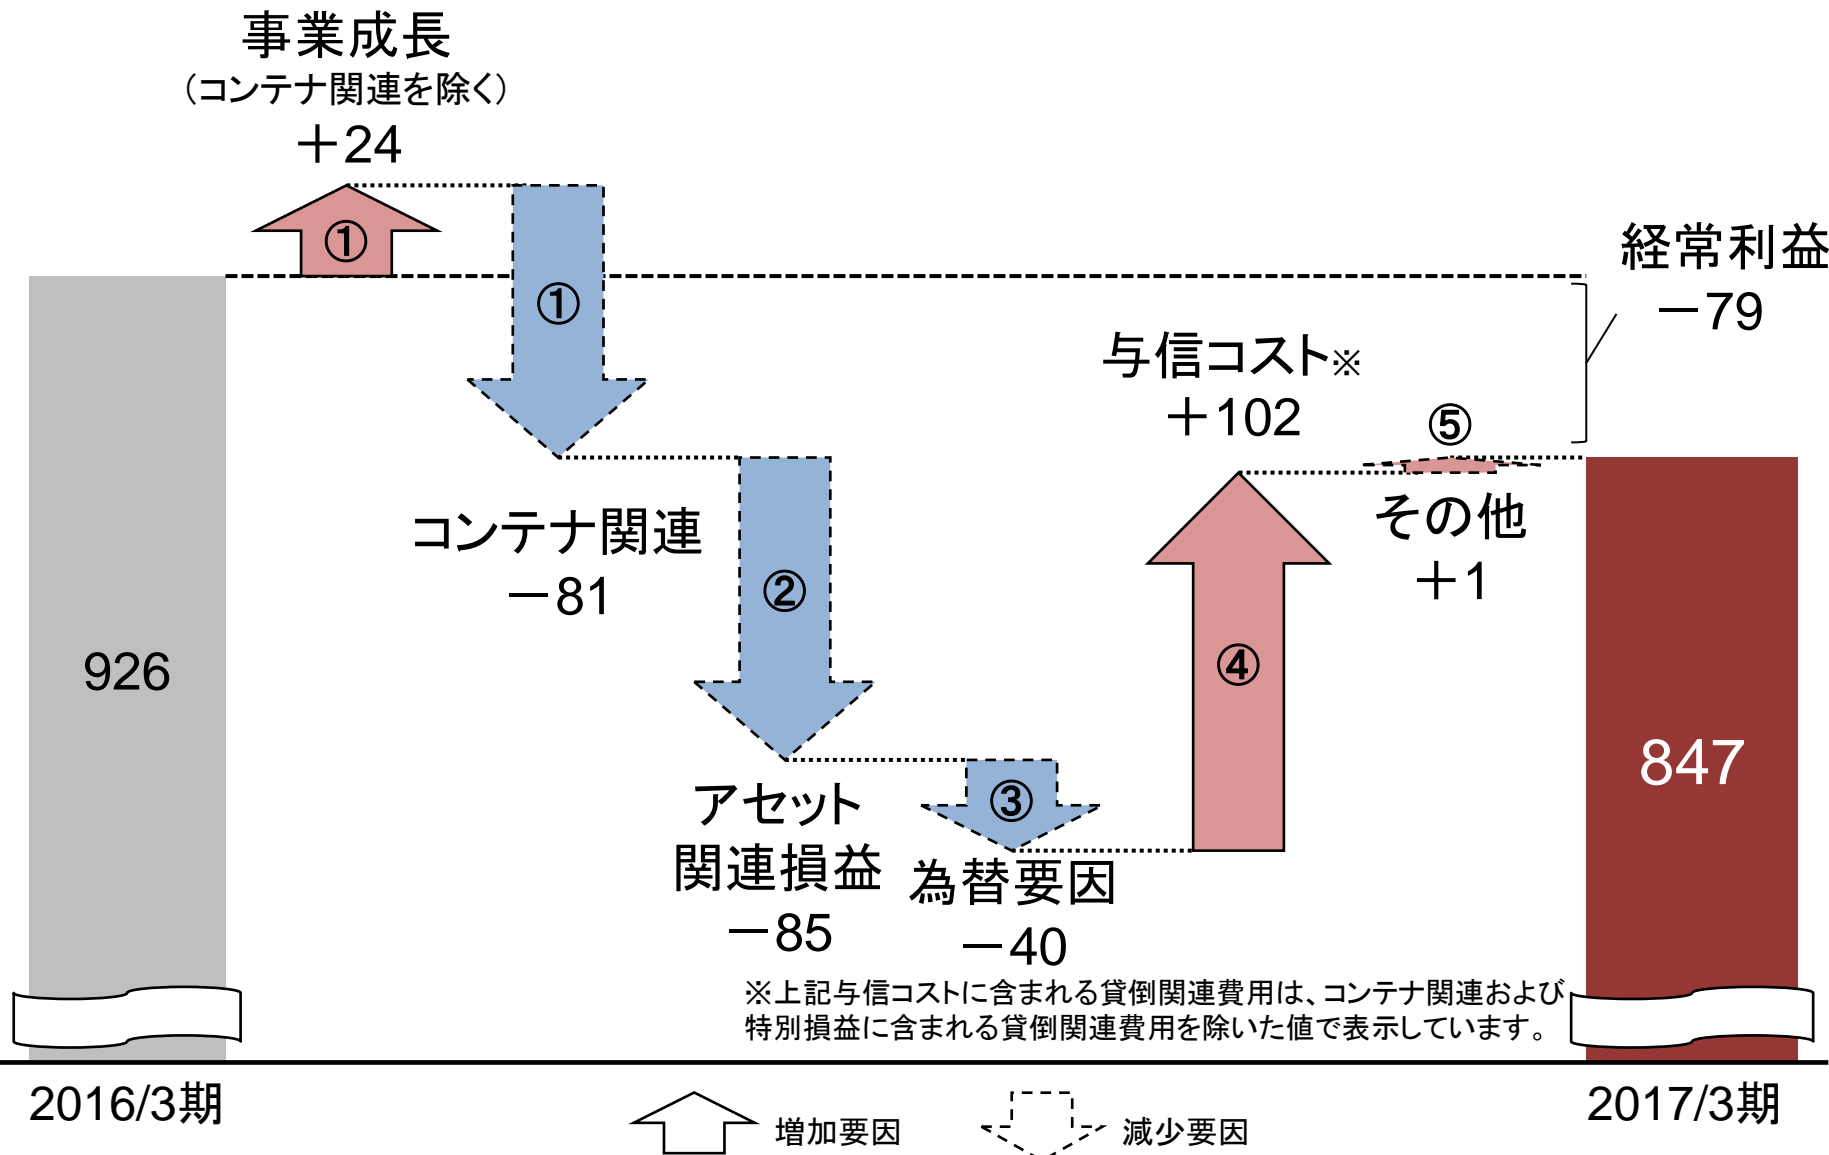 事業成長
（コンテナ関連を除く）
＋24
①
①
経常利益
－79
与信コスト※
＋102
⑤
その他
＋1
コンテナ関連
－81
②
④
926
847
③
アセット
関連損益
－85
為替要因
－40
※上記与信コストに含まれる貸倒関連費用は、コンテナ関連および
特別損益に含まれる貸倒関連費用を除いた値で表示しています。
2016/3期
2017/3期
増加要因
減少要因